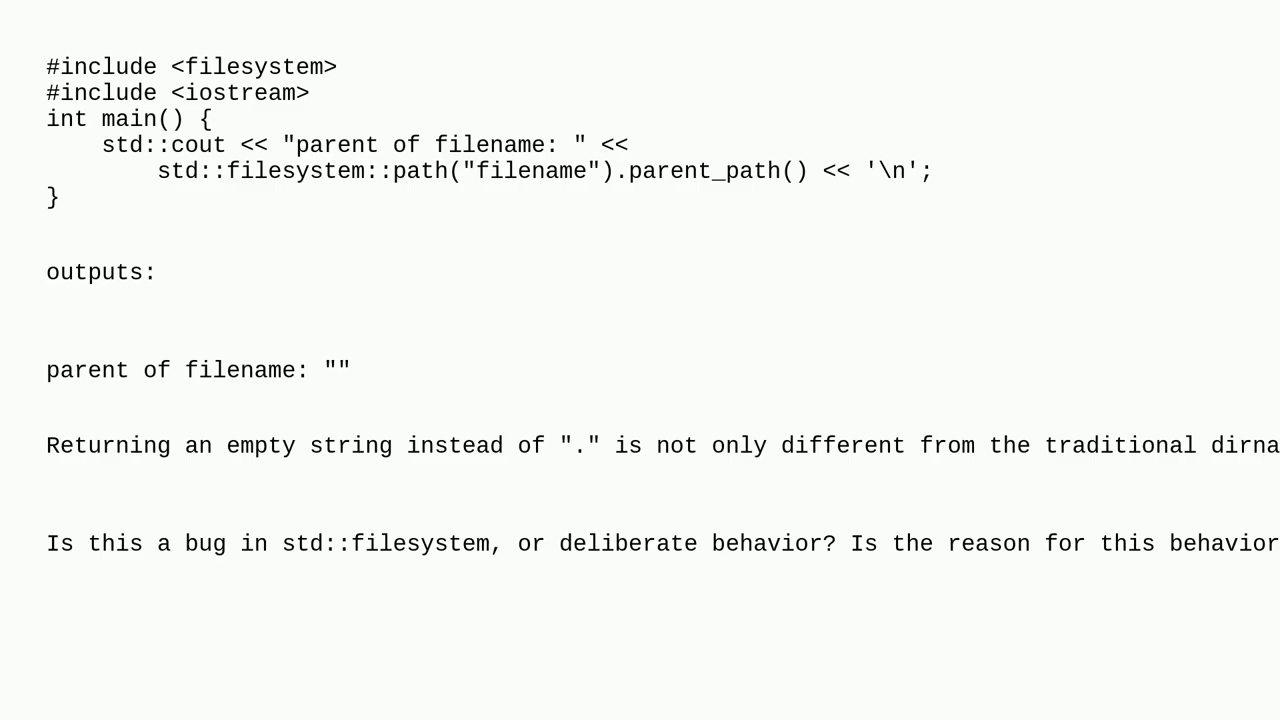 #include <filesystem>
#include <iostream>
int main() {
    std::cout << "parent of filename: " <<
        std::filesystem::path("filename").parent_path() << '\n';
}
outputs:
parent of filename: ""
Returning an empty string instead of "." is not only different from the traditional dirna
Is this a bug in std::filesystem, or deliberate behavior? Is the reason for this behavior